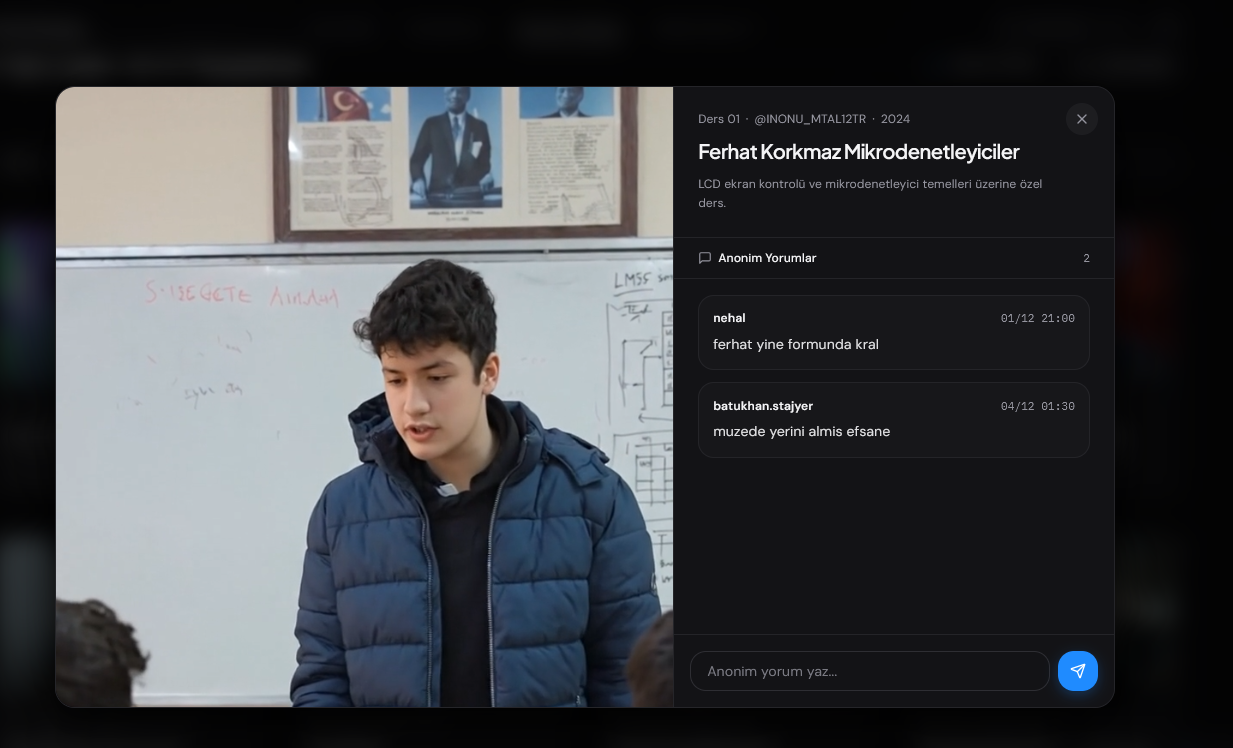 S-IGEGETE
LM35
Ders 01 · @INONU_MTAL12TR · 2024
Ferhat Korkmaz Mikrodenetleyiciler
LCD ekran kontrolü ve mikrodenetleyici temelleri üzerine özel
ders.
Anonim Yorumlar 2
nehal 01/12 21:00
ferhat yine formunda kral
batukhan.stajyer 04/12 01:30
muzede yerini almis efsane
Anonim yorum yaz...